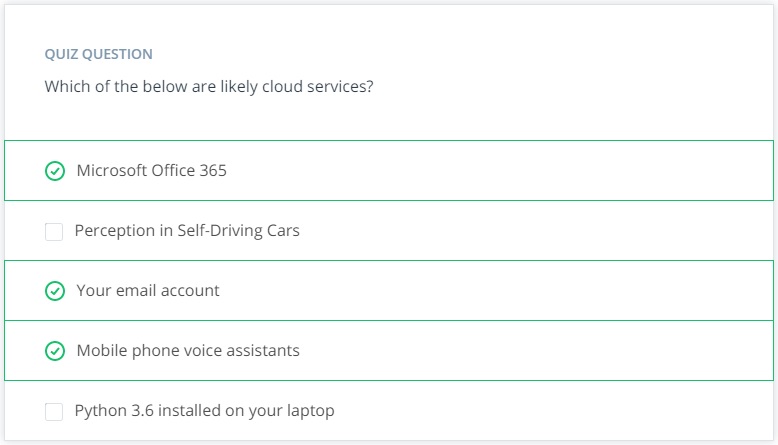 QUIZ QUESTION
Which of the below are likely cloud services?
Microsoft Office 365
Perception in Self-Driving Cars
Your email account
Mobile phone voice assistants
Python 3.6 installed on your laptop